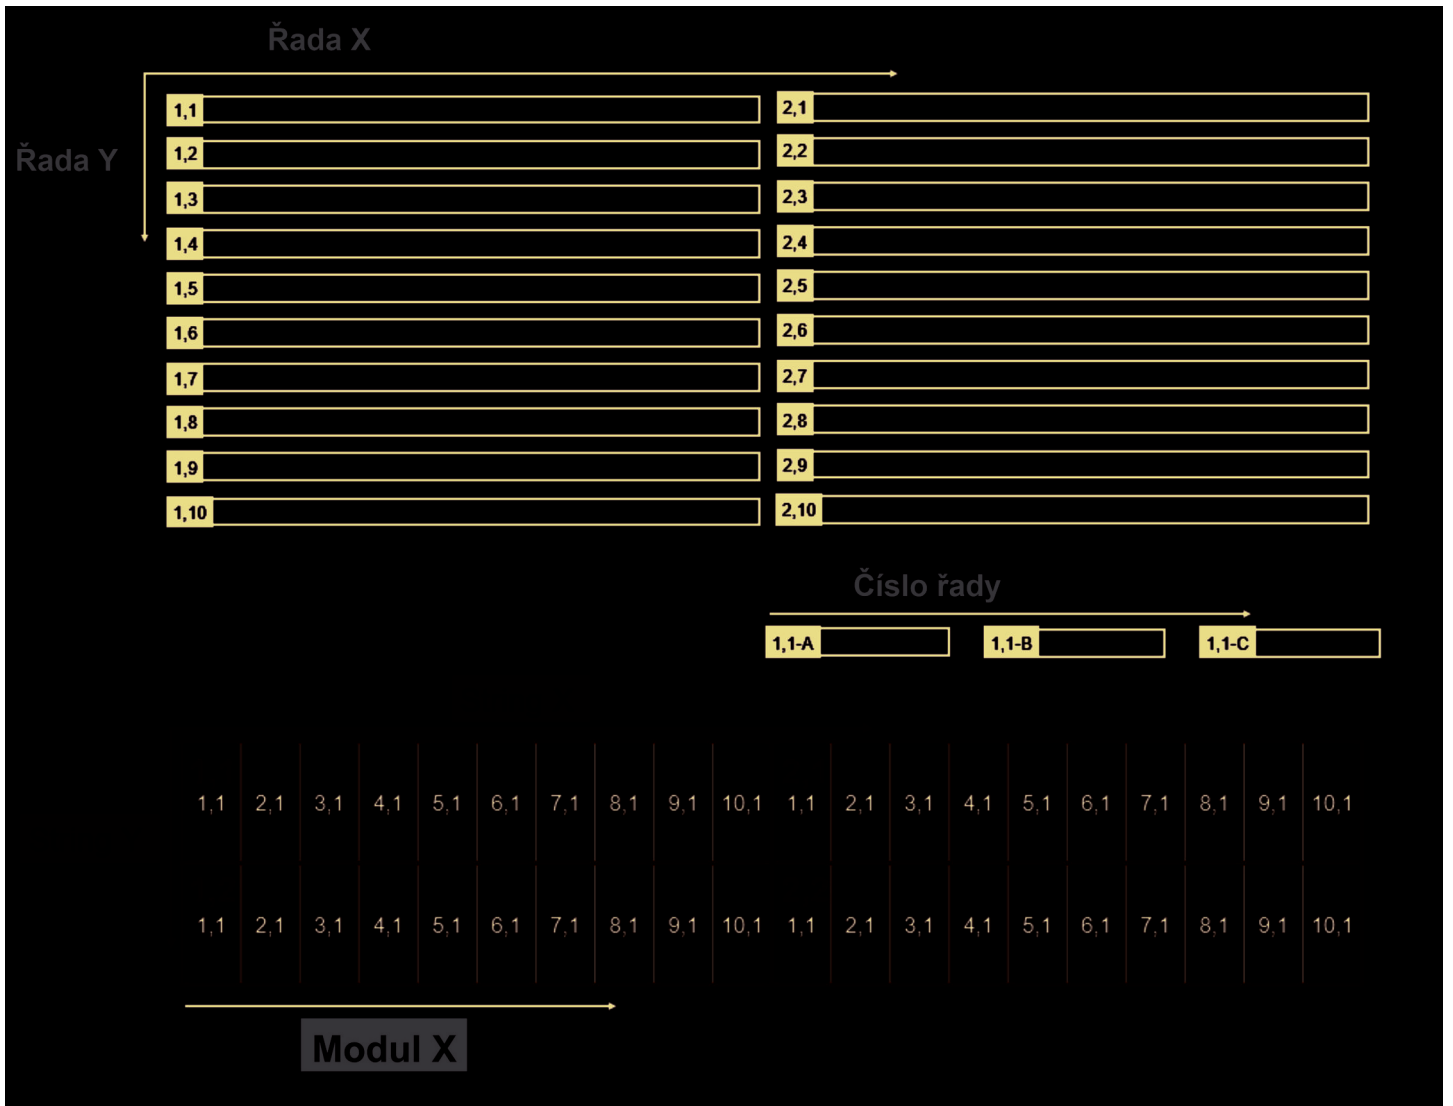 Řada X
Řada Y
1,1 2,1
1,2 2,2
1,3 2,3
1,4 2,4
1,5 2,5
1,6 2,6
1,7 2,7
1,8 2,8
1,9 2,9
1,10 2,10
Číslo řady
1,1-A 1,1-B 1,1-C
1,1 2,1 3,1 4,1 5,1 6,1 7,1 8,1 9,1 10,1 1,1 2,1 3,1 4,1 5,1 6,1 7,1 8,1 9,1 10,1
1,1 2,1 3,1 4,1 5,1 6,1 7,1 8,1 9,1 10,1 1,1 2,1 3,1 4,1 5,1 6,1 7,1 8,1 9,1 10,1
Modul X